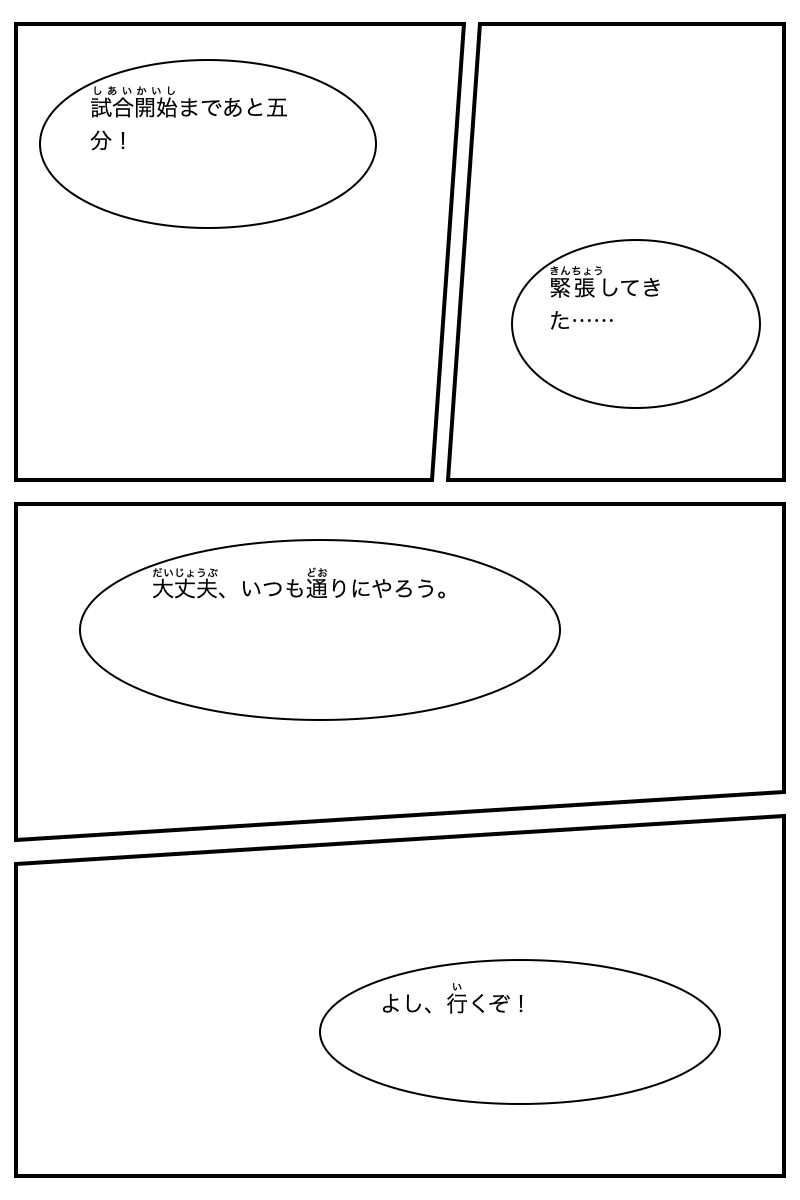 試合開始まであと五
分！
緊張してき
た……
大丈夫、いつも通りにやろう。
よし、行くぞ！